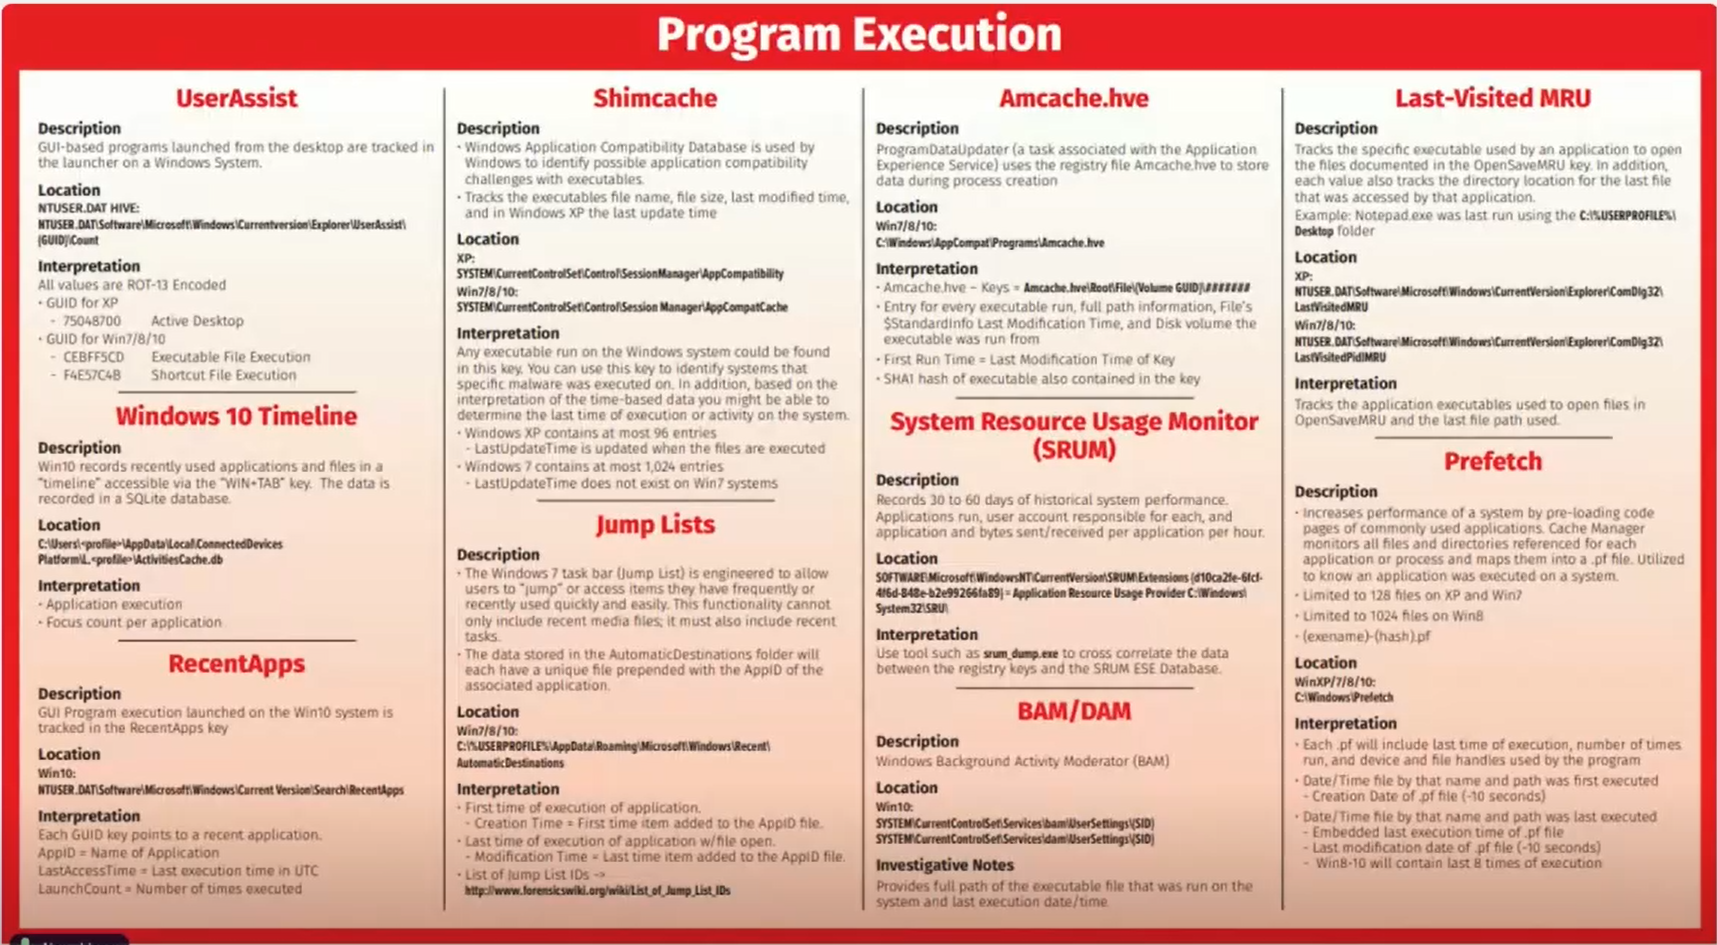 Program Execution
UserAssist
Description
GUI-based programs launched from the desktop are tracked in
the launcher on a Windows System.
Location
NTUSER.DAT HIVE:
NTUSER.DAT\Software\Microsoft\Windows\Currentversion\Explorer\UserAssist\
{GUID}\Count
Interpretation
All values are ROT-13 Encoded
• GUID for XP
- 75048700 Active Desktop
• GUID for Win7/8/10
- CEBFF5CD Executable File Execution
- F4E57C4B Shortcut File Execution
Windows 10 Timeline
Description
Win10 records recently used applications and files in a
“timeline” accessible via the “WIN+TAB” key. The data is
recorded in a SQLite database.
Location
C:\Users\<profile>\AppData\Local\ConnectedDevices
Platform\L.<profile>\ActivitiesCache.db
Interpretation
• Application execution
• Focus count per application
RecentApps
Description
GUI Program execution launched on the Win10 system is
tracked in the RecentApps key
Location
Win10:
NTUSER.DAT\Software\Microsoft\Windows\Current Version\Search\RecentApps
Interpretation
Each GUID key points to a recent application.
AppID = Name of Application
LastAccessTime = Last execution time in UTC
LaunchCount = Number of times executed
Shimcache
Description
• Windows Application Compatibility Database is used by
Windows to identify possible application compatibility
challenges with executables.
• Tracks the executables file name, file size, last modified time,
and in Windows XP the last update time
Location
XP:
SYSTEM\CurrentControlSet\Control\SessionManager\AppCompatibility
Win7/8/10:
SYSTEM\CurrentControlSet\Control\Session Manager\AppCompatCache
Interpretation
Any executable run on the Windows system could be found
in this key. You can use this key to identify systems that
specific malware was executed on. In addition, based on the
interpretation of the time-based data you might be able to
determine the last time of execution or activity on the system.
• Windows XP contains at most 96 entries
- LastUpdateTime is updated when the files are executed
• Windows 7 contains at most 1,024 entries
- LastUpdateTime does not exist on Win7 systems
Jump Lists
Description
• The Windows 7 task bar (Jump List) is engineered to allow
users to “jump” or access items they have frequently or
recently used quickly and easily. This functionality cannot
only include recent media files; it must also include recent
tasks.
• The data stored in the AutomaticDestinations folder will
each have a unique file prepended with the AppID of the
associated application.
Location
Win7/8/10:
C:\%USERPROFILE%\AppData\Roaming\Microsoft\Windows\Recent\
AutomaticDestinations
Interpretation
• First time of execution of application.
- Creation Time = First time item added to the AppID file.
• Last time of execution of application w/file open.
- Modification Time = Last time item added to the AppID file.
• List of Jump List IDs ->
http://www.forensicswiki.org/wiki/List_of_Jump_List_IDs
Amcache.hve
Description
ProgramDataUpdater (a task associated with the Application
Experience Service) uses the registry file Amcache.hve to store
data during process creation
Location
Win7/8/10:
C:\Windows\AppCompat\Programs\Amcache.hve
Interpretation
• Amcache.hve – Keys = Amcache.hve\Root\File\{Volume GUID}\#######
• Entry for every executable run, full path information, File's
$StandardInfo Last Modification Time, and Disk volume the
executable was run from
• First Run Time = Last Modification Time of Key
• SHA1 hash of executable also contained in the key
System Resource Usage Monitor
(SRUM)
Description
Records 30 to 60 days of historical system performance.
Applications run, user account responsible for each, and
application and bytes sent/received per application per hour.
Location
SOFTWARE\Microsoft\WindowsNT\CurrentVersion\SRUM\Extensions {d10ca2fe-6fcf-
4f6d-848e-b2e99266fa89} = Application Resource Usage Provider C:\Windows\
System32\SRU\
Interpretation
Use tool such as srum_dump.exe to cross correlate the data
between the registry keys and the SRUM ESE Database.
BAM/DAM
Description
Windows Background Activity Moderator (BAM)
Location
Win10:
SYSTEM\CurrentControlSet\Services\bam\UserSettings\{SID}
SYSTEM\CurrentControlSet\Services\dam\UserSettings\{SID}
Investigative Notes
Provides full path of the executable file that was run on the
system and last execution date/time
Last-Visited MRU
Description
Tracks the specific executable used by an application to open
the files documented in the OpenSaveMRU key. In addition,
each value also tracks the directory location for the last file
that was accessed by that application.
Example: Notepad.exe was last run using the C:\%USERPROFILE%\
Desktop folder
Location
XP:
NTUSER.DAT\Software\Microsoft\Windows\CurrentVersion\Explorer\ComDlg32\
LastVisitedMRU
Win7/8/10:
NTUSER.DAT\Software\Microsoft\Windows\CurrentVersion\Explorer\ComDlg32\
LastVisitedPidlMRU
Interpretation
Tracks the application executables used to open files in
OpenSaveMRU and the last file path used.
Prefetch
Description
• Increases performance of a system by pre-loading code
pages of commonly used applications. Cache Manager
monitors all files and directories referenced for each
application or process and maps them into a .pf file. Utilized
to know an application was executed on a system.
• Limited to 128 files on XP and Win7
• Limited to 1024 files on Win8
• (exename)-(hash).pf
Location
WinXP/7/8/10:
C:\Windows\Prefetch
Interpretation
• Each .pf will include last time of execution, number of times
run, and device and file handles used by the program
• Date/Time file by that name and path was first executed
- Creation Date of .pf file (-10 seconds)
• Date/Time file by that name and path was last executed
- Embedded last execution time of .pf file
- Last modification date of .pf file (-10 seconds)
- Win8-10 will contain last 8 times of execution